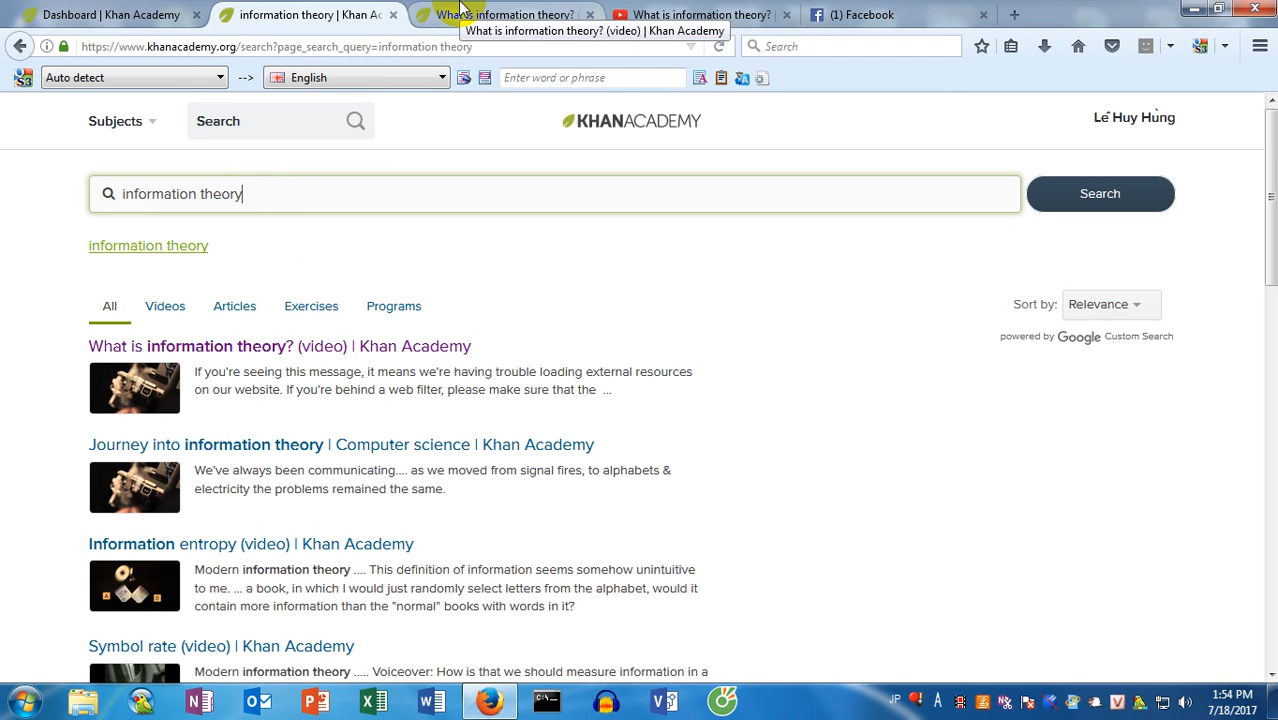 Dashboard | Khan Academy
information theory | Khan Ac
What is information theory?
What is information theory?
(1) Facebook
What is information theory? (video) | Khan Academy
https://www.khanacademy.org/search?page_search_query=information theory
Search
Auto detect
-->
English
Enter word or phrase
Subjects
Search
KHANACADEMY
Lê Huy Hùng
information theory
Search
information theory
All
Videos
Articles
Exercises
Programs
Sort by:
Relevance
powered by Google Custom Search
What is information theory? (video) | Khan Academy
If you're seeing this message, it means we're having trouble loading external resources
on our website. If you're behind a web filter, please make sure that the ...
Journey into information theory | Computer science | Khan Academy
We've always been communicating.... as we moved from signal fires, to alphabets &
electricity the problems remained the same.
Information entropy (video) | Khan Academy
Modern information theory .... This definition of information seems somehow unintuitive
to me. ... a book, in which I would just randomly select letters from the alphabet, would it
contain more information than the "normal" books with words in it?
Symbol rate (video) | Khan Academy
Modern information theory ..... Voiceover: How is that we should measure information in a
JP
A
1:54 PM
7/18/2017